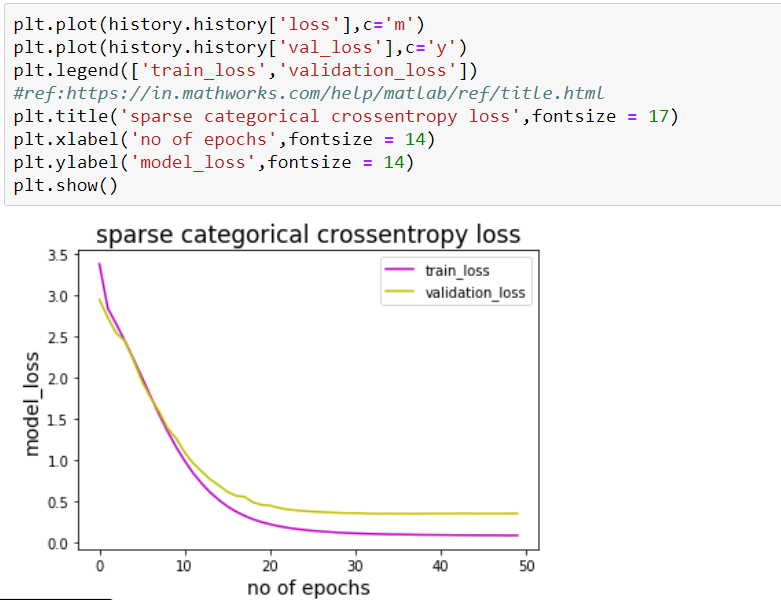 plt.plot(history.history['loss'],c='m')
plt.plot(history.history['val_loss'],c='y')
plt.legend(['train_loss','validation_loss'])
#ref:https://in.mathworks.com/help/matlab/ref/title.html
plt.title('sparse categorical crossentropy loss',fontsize = 17)
plt.xlabel('no of epochs',fontsize = 14)
plt.ylabel('model_loss',fontsize = 14)
plt.show()
sparse categorical crossentropy loss
train_loss
validation_loss
model_loss
3.5
3.0
2.5
2.0
1.5
1.0
0.5
0.0
0 10 20 30 40 50
no of epochs